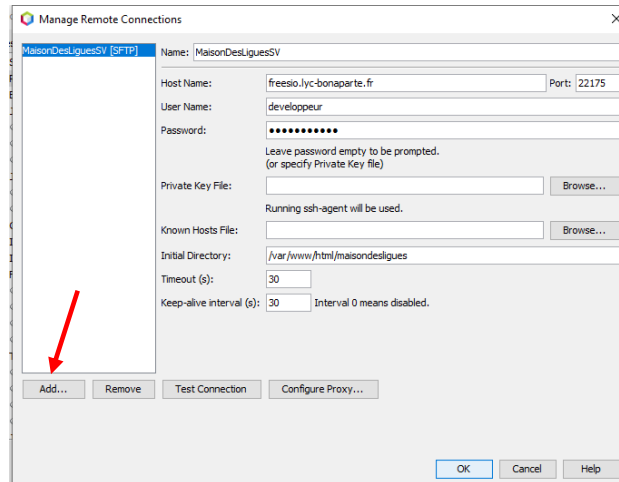 Manage Remote Connections
MaisonDesLiguesSV [SFTP]
Name: MaisonDesLiguesSV
Host Name: freesio.lyc-bonaparte.fr Port: 22175
User Name: developpeur
Password: •••••••••••
Leave password empty to be prompted.
(or specify Private Key file)
Private Key File: Browse...
Running ssh-agent will be used.
Known Hosts File: Browse...
Initial Directory: /var/www/html/maisondesligues
Timeout (s): 30
Keep-alive interval (s): 30 Interval 0 means disabled.
Add... Remove Test Connection Configure Proxy...
OK Cancel Help